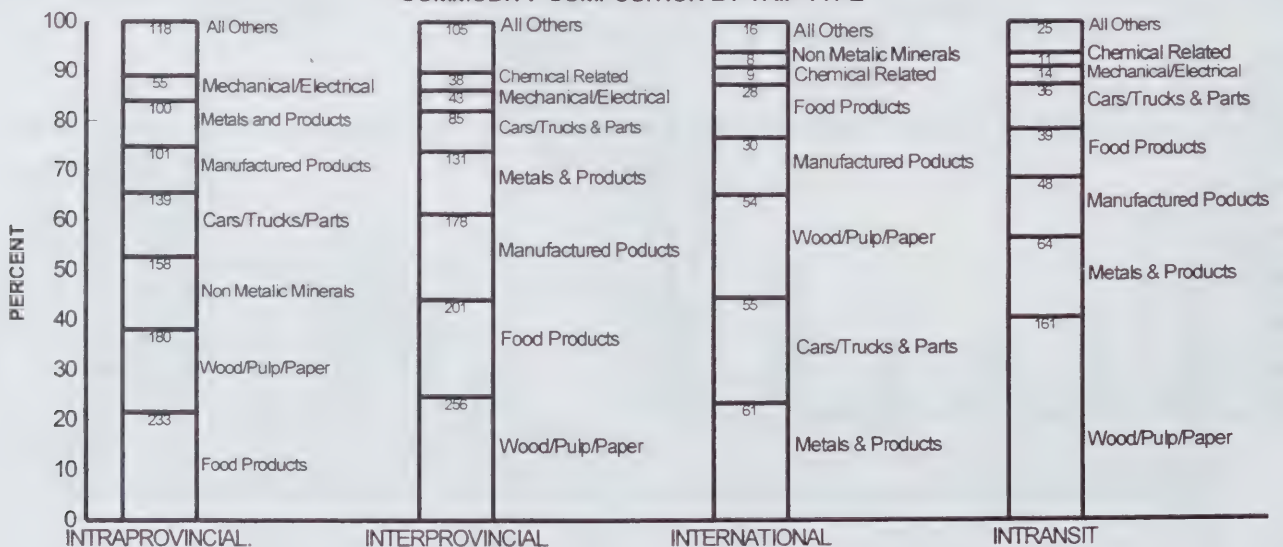 100
90
80
70
60
50
40
30
20
10
0
PERCENT
118 All Others
55 Mechanical/Electrical
100 Metals and Products
101 Manufactured Products
139 Cars/Trucks/Parts
158 Non Metalic Minerals
180 Wood/Pulp/Paper
233 Food Products
INTRAPROVINCIAL.
105 All Others
38 Chemical Related
43 Mechanical/Electrical
85 Cars/Trucks & Parts
131 Metals & Products
178 Manufactured Poducts
201 Food Products
256 Wood/Pulp/Paper
INTERPROVINCIAL
16 All Others
8 Non Metalic Minerals
9 Chemical Related
28 Food Products
30 Manufactured Poducts
54 Wood/Pulp/Paper
55 Cars/Trucks & Parts
61 Metals & Products
INTERNATIONAL
25 All Others
11 Chemical Related
14 Mechanical/Electrical
36 Cars/Trucks & Parts
39 Food Products
48 Manufactured Poducts
64 Metals & Products
161 Wood/Pulp/Paper
INTRANSIT